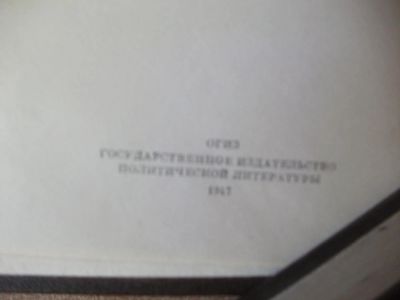 ОГИЗ
ГОСУДАРСТВЕННОЕ ИЗДАТЕЛЬСТВО
ПОЛИТИЧЕСКОЙ ЛИТЕРАТУРЫ
1947